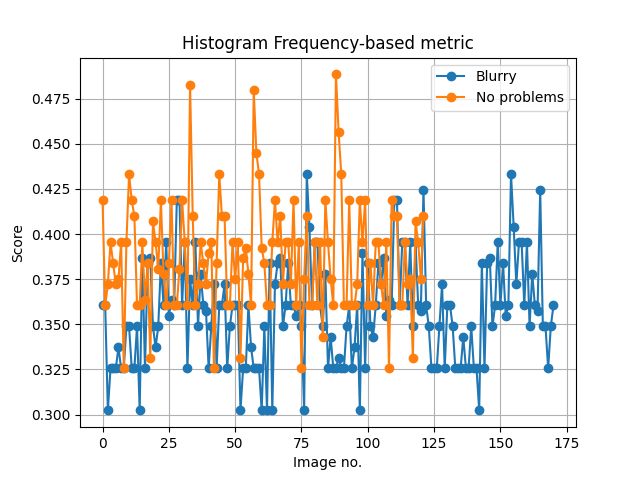 Histogram Frequency-based metric
Blurry
No problems
Score
0.475
0.450
0.425
0.400
0.375
0.350
0.325
0.300
0 25 50 75 100 125 150 175
Image no.